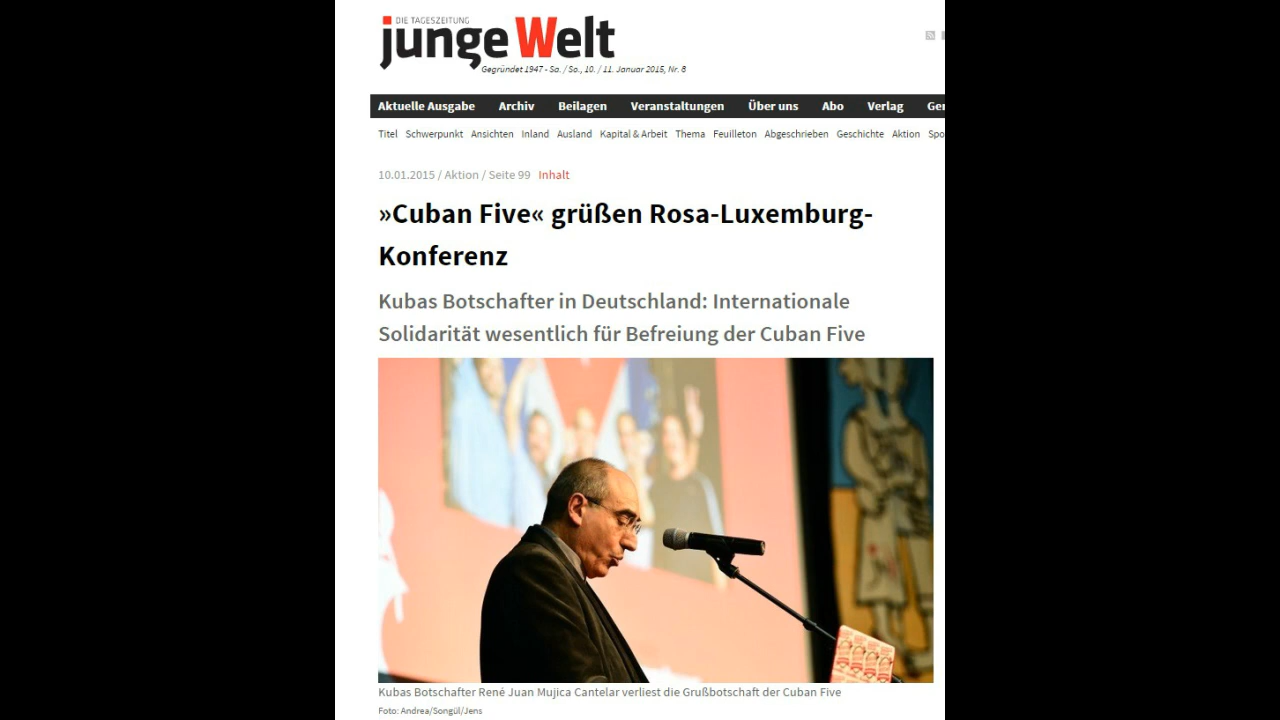 DIE TAGESZEITUNG
junge Welt
Gegründet 1947 - Sa. / So., 10. / 11. Januar 2015, Nr. 8
Aktuelle Ausgabe Archiv Beilagen Veranstaltungen Über uns Abo Verlag
Titel Schwerpunkt Ansichten Inland Ausland Kapital & Arbeit Thema Feuilleton Abgeschrieben Geschichte Aktion
10.01.2015 / Aktion / Seite 99 Inhalt
»Cuban Five« grüßen Rosa-Luxemburg-
Konferenz
Kubas Botschafter in Deutschland: Internationale
Solidarität wesentlich für Befreiung der Cuban Five
Kubas Botschafter René Juan Mujica Cantelar verliest die Grußbotschaft der Cuban Five
Foto: Andrea/Songül/Jens